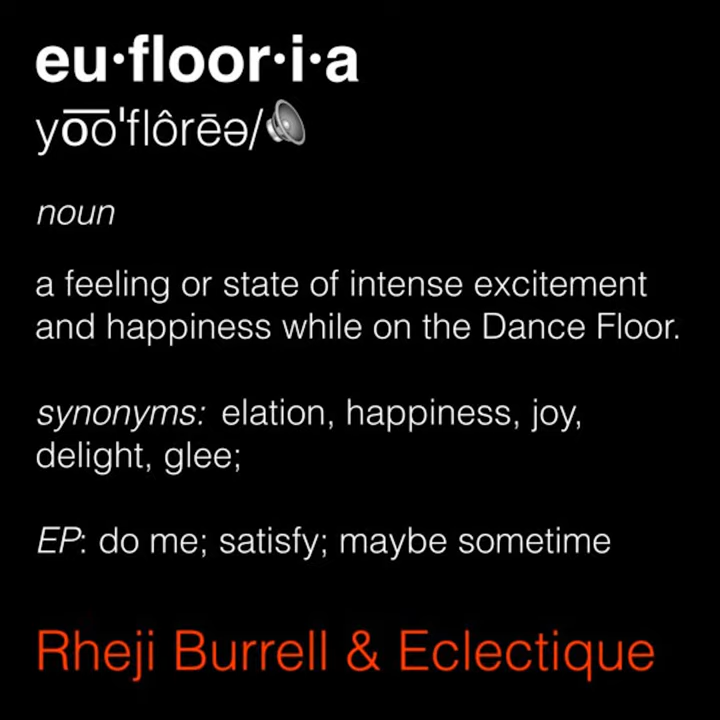 eu·floor·i·a
yo͞o'flôrēə/
noun
a feeling or state of intense excitement
and happiness while on the Dance Floor.
synonyms: elation, happiness, joy,
delight, glee;
EP: do me; satisfy; maybe sometime
Rheji Burrell & Eclectique